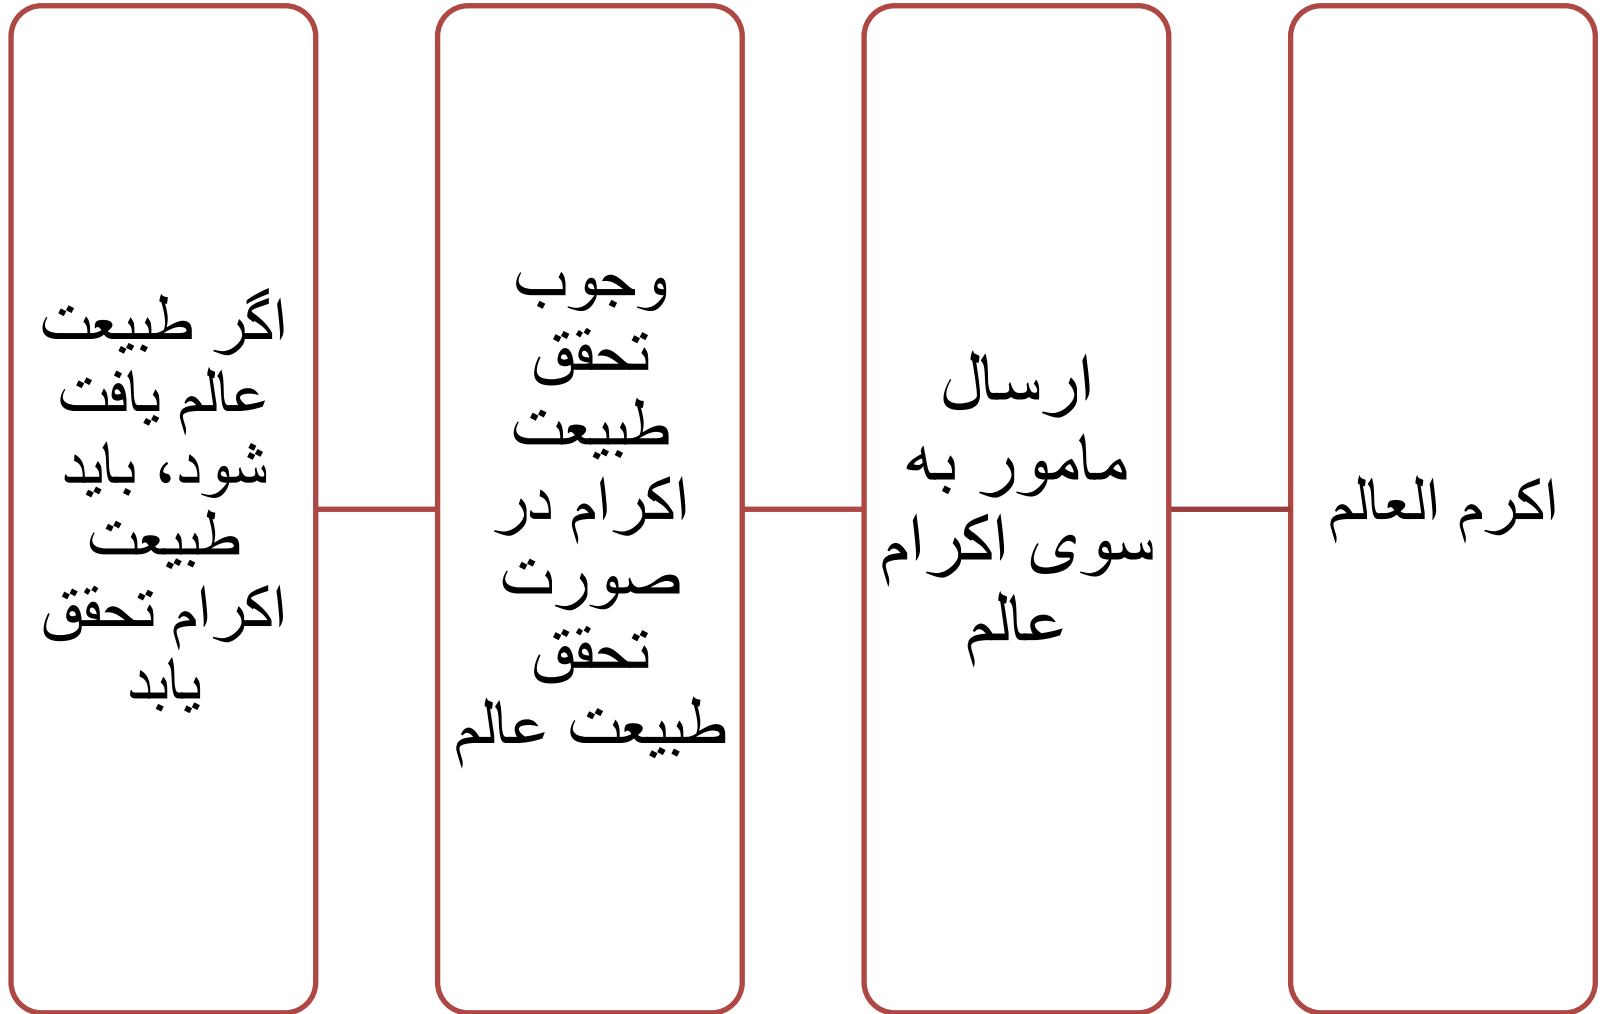 اکرم العالم
ارسال
مامور به
سوی اکرام
عالم
وجوب
تحقق
طبیعت
اکرام در
صورت
تحقق
طبیعت عالم
اگر طبیعت
عالم یافت
شود، باید
طبیعت
اکرام تحقق
یابد